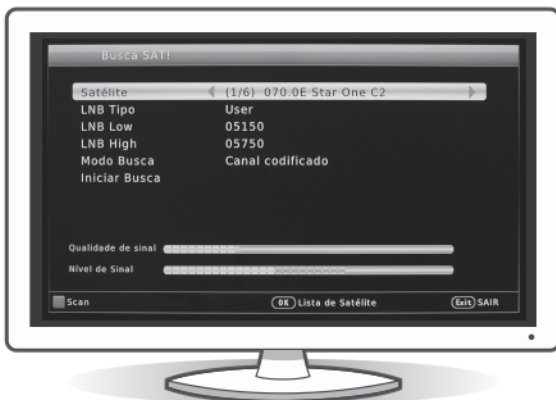 Busca SAT!
Satélite (1/6) 070.0E Star One C2
LNB Tipo User
LNB Low 05150
LNB High 05750
Modo Busca Canal codificado
Iniciar Busca
Qualidade de sinal
Nível de Sinal
Scan OK Lista de Satélite Exit SAIR